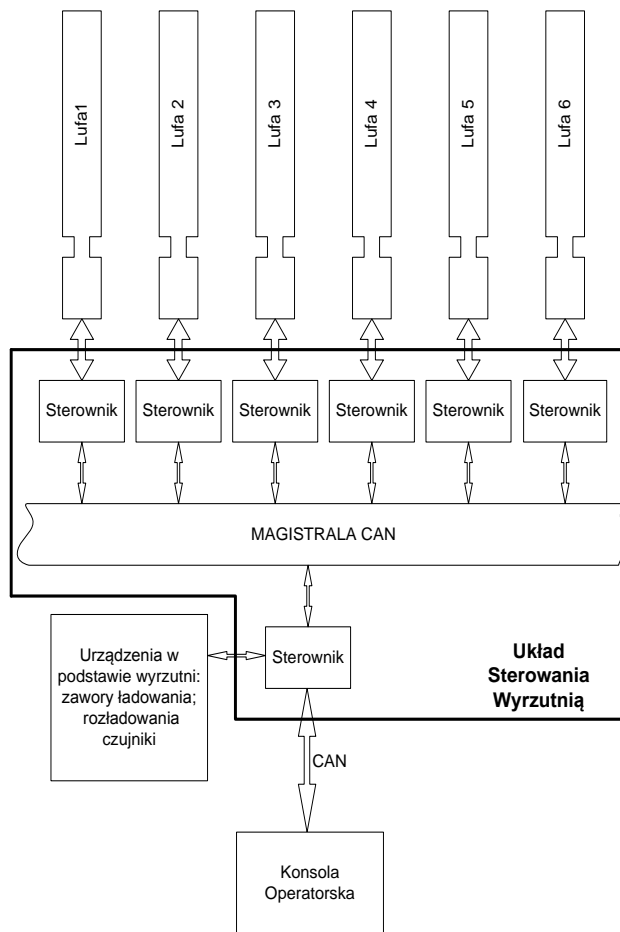 Lufa1
Lufa 2
Lufa 3
Lufa 4
Lufa 5
Lufa 6
Sterownik
Sterownik
Sterownik
Sterownik
Sterownik
Sterownik
MAGISTRALA CAN
Urządzenia w
podstawie wyrzutni:
zawory ładowania;
rozładowania
czujniki
Sterownik
Układ
Sterowania
Wyrzutnią
CAN
Konsola
Operatorska